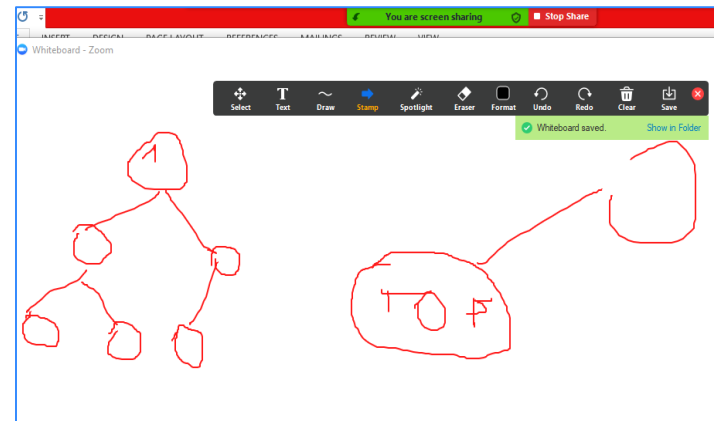 You are screen sharing
Stop Share
INSERT DESIGN PAGE LAYOUT REFERENCES MAILINGS REVIEW VIEW
Whiteboard - Zoom
Select Text Draw Stamp Spotlight Eraser Format Undo Redo Clear Save
Whiteboard saved. Show in Folder
1